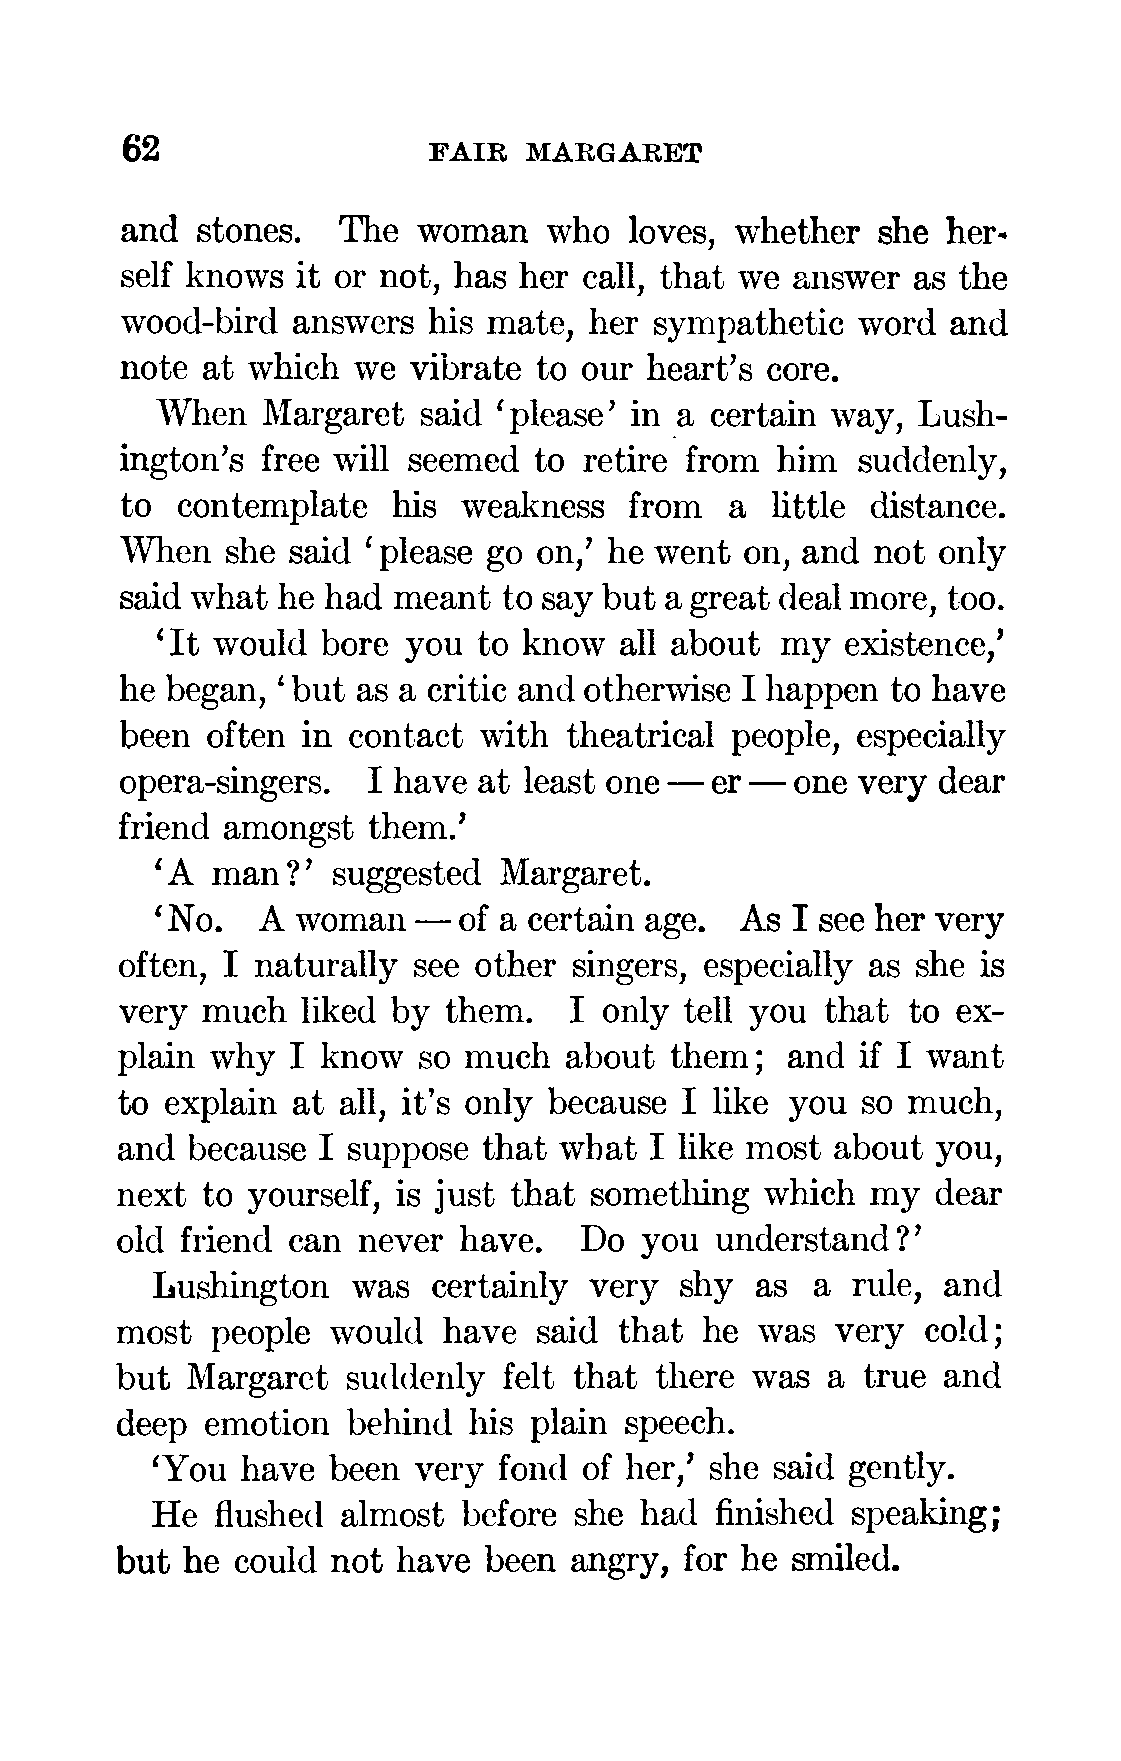 62 FAIR MARGARET
and stones. The woman who loves, whether she her-
self knows it or not, has her call, that we answer as the
wood-bird answers his mate, her sympathetic word and
note at which we vibrate to our heart's core.
When Margaret said 'please' in a certain way, Lush-
ington's free will seemed to retire from him suddenly,
to contemplate his weakness from a little distance.
When she said 'please go on,' he went on, and not only
said what he had meant to say but a great deal more, too.
'It would bore you to know all about my existence,'
he began, 'but as a critic and otherwise I happen to have
been often in contact with theatrical people, especially
opera-singers. I have at least one — er — one very dear
friend amongst them.'
'A man?' suggested Margaret.
'No. A woman — of a certain age. As I see her very
often, I naturally see other singers, especially as she is
very much liked by them. I only tell you that to ex-
plain why I know so much about them; and if I want
to explain at all, it's only because I like you so much,
and because I suppose that what I like most about you,
next to yourself, is just that something which my dear
old friend can never have. Do you understand?'
Lushington was certainly very shy as a rule, and
most people would have said that he was very cold;
but Margaret suddenly felt that there was a true and
deep emotion behind his plain speech.
'You have been very fond of her,' she said gently.
He flushed almost before she had finished speaking;
but he could not have been angry, for he smiled.